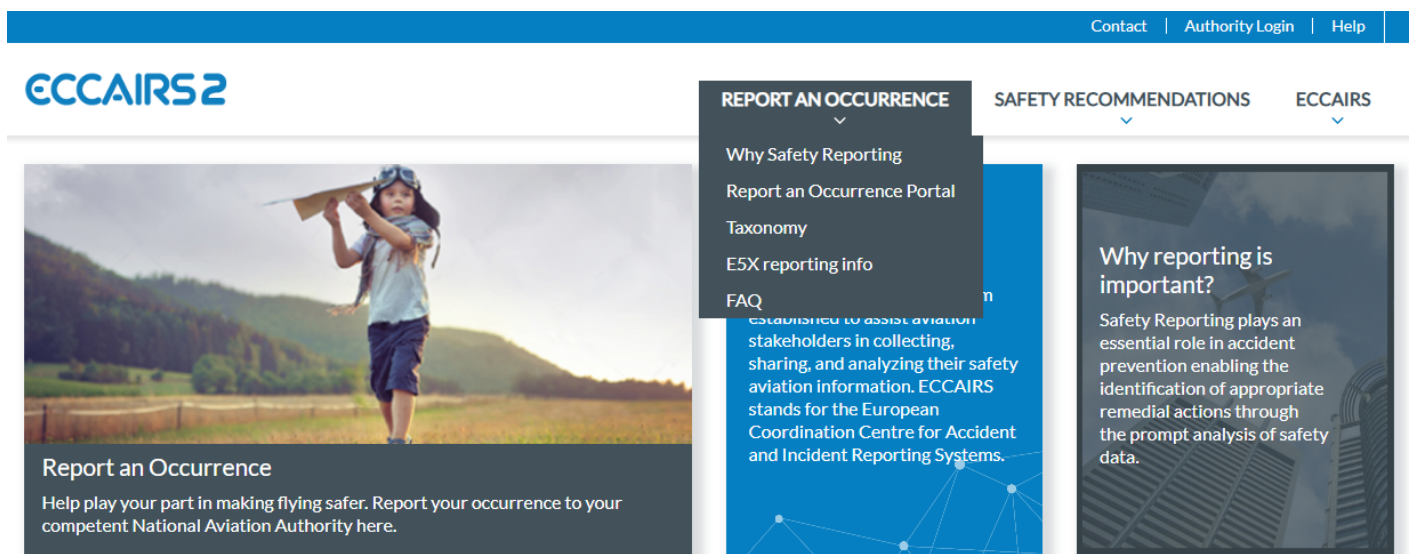 Contact
Authority Login
Help
ECCAIRS 2
REPORT AN OCCURRENCE
SAFETY RECOMMENDATIONS
ECCAIRS
Why Safety Reporting
Report an Occurrence Portal
Taxonomy
E5X reporting info
FAQ
Report an Occurrence
Help play your part in making flying safer. Report your occurrence to your
competent National Aviation Authority here.
established to assist aviation
stakeholders in collecting,
sharing, and analyzing their safety
aviation information. ECCAIRS
stands for the European
Coordination Centre for Accident
and Incident Reporting Systems.
Why reporting is
important?
Safety Reporting plays an
essential role in accident
prevention enabling the
identification of appropriate
remedial actions through
the prompt analysis of safety
data.